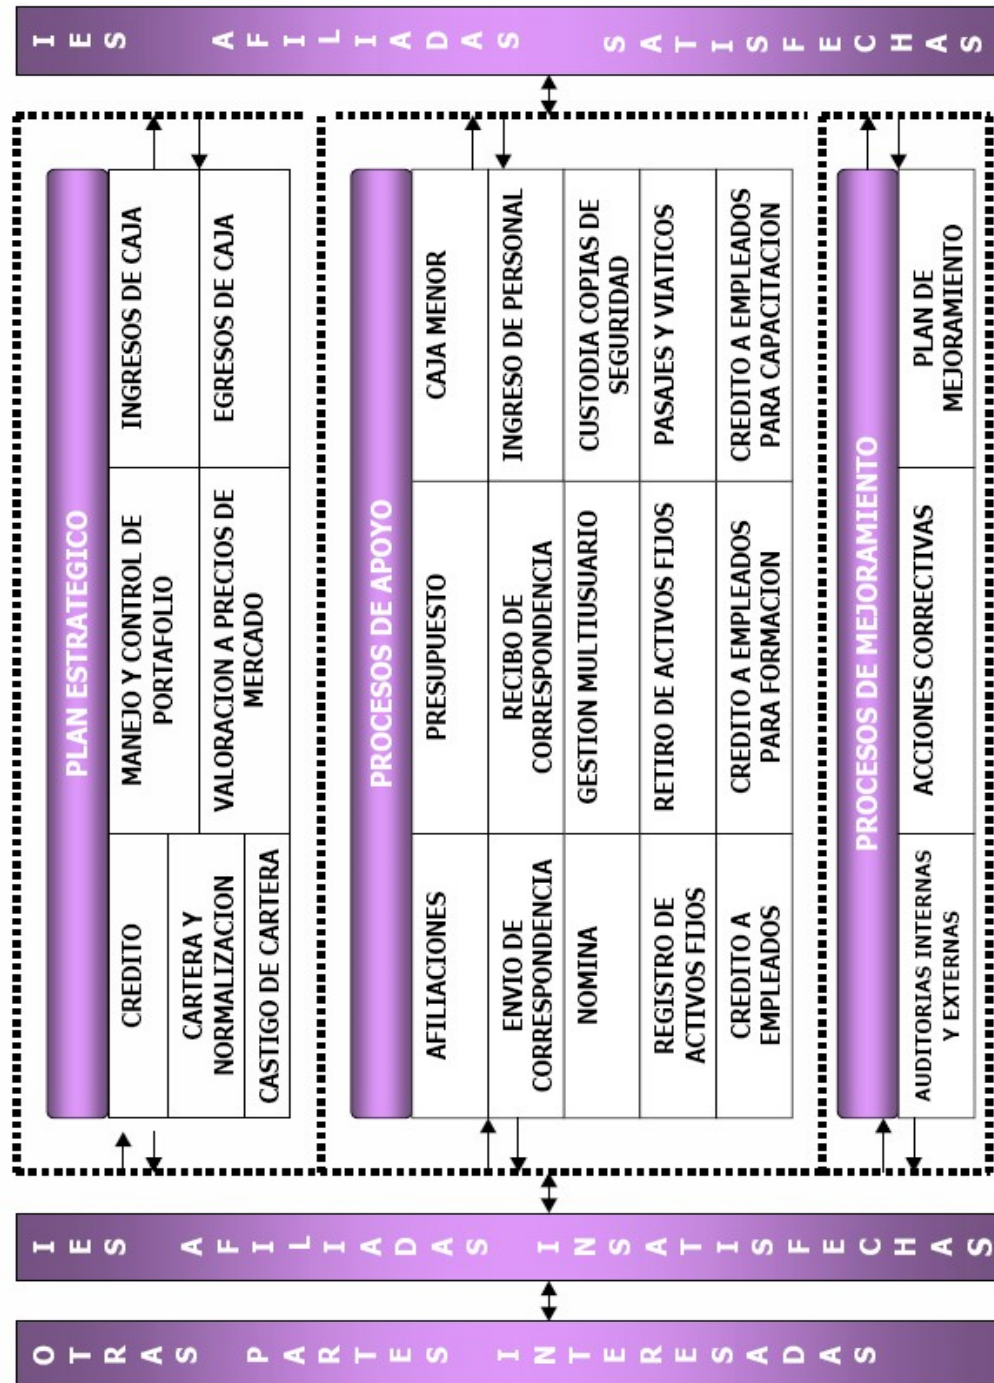 OTRAS PARTES INTERESADAS
IES AFILIADAS INSATISFECHAS
PLAN ESTRATEGICO
CREDITO
CARTERA Y
NORMALIZACION
CASTIGO DE CARTERA
MANEJO Y CONTROL DE
PORTAFOLIO
VALORACION A PRECIOS DE
MERCADO
INGRESOS DE CAJA
EGRESOS DE CAJA
PROCESOS DE APOYO
AFILIACIONES
PRESUPUESTO
CAJA MENOR
ENVIO DE
CORRESPONDENCIA
RECIBO DE
CORRESPONDENCIA
INGRESO DE PERSONAL
NOMINA
GESTION MULTIUSUARIO
CUSTODIA COPIAS DE
SEGURIDAD
REGISTRO DE
ACTIVOS FIJOS
RETIRO DE ACTIVOS FIJOS
PASAJES Y VIATICOS
CREDITO A
EMPLEADOS
CREDITO A EMPLEADOS
PARA FORMACION
CREDITO A EMPLEADOS
PARA CAPACITACION
PROCESOS DE MEJORAMIENTO
AUDITORIAS INTERNAS
Y EXTERNAS
ACCIONES CORRECTIVAS
PLAN DE
MEJORAMIENTO
IES AFILIADAS SATISFECHAS